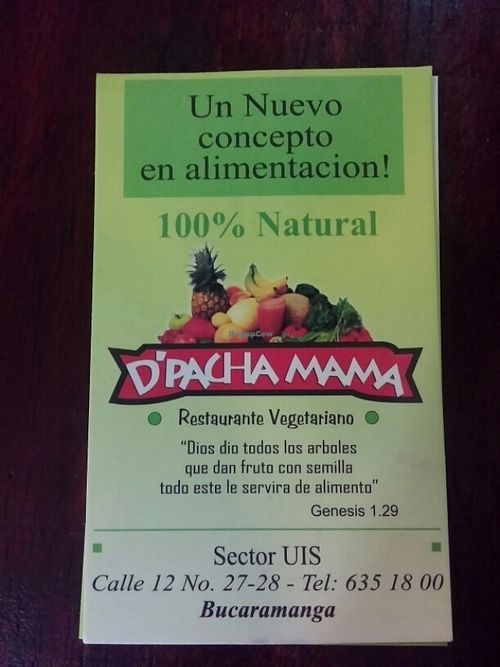 Un Nuevo
concepto
en alimentacion!
100% Natural
HappyCow
D'PACHA MAMA
Restaurante Vegetariano
"Dios dio todos los arboles
que dan fruto con semilla
todo este le servira de alimento"
Genesis 1.29
Sector UIS
Calle 12 No. 27-28 - Tel: 635 18 00
Bucaramanga